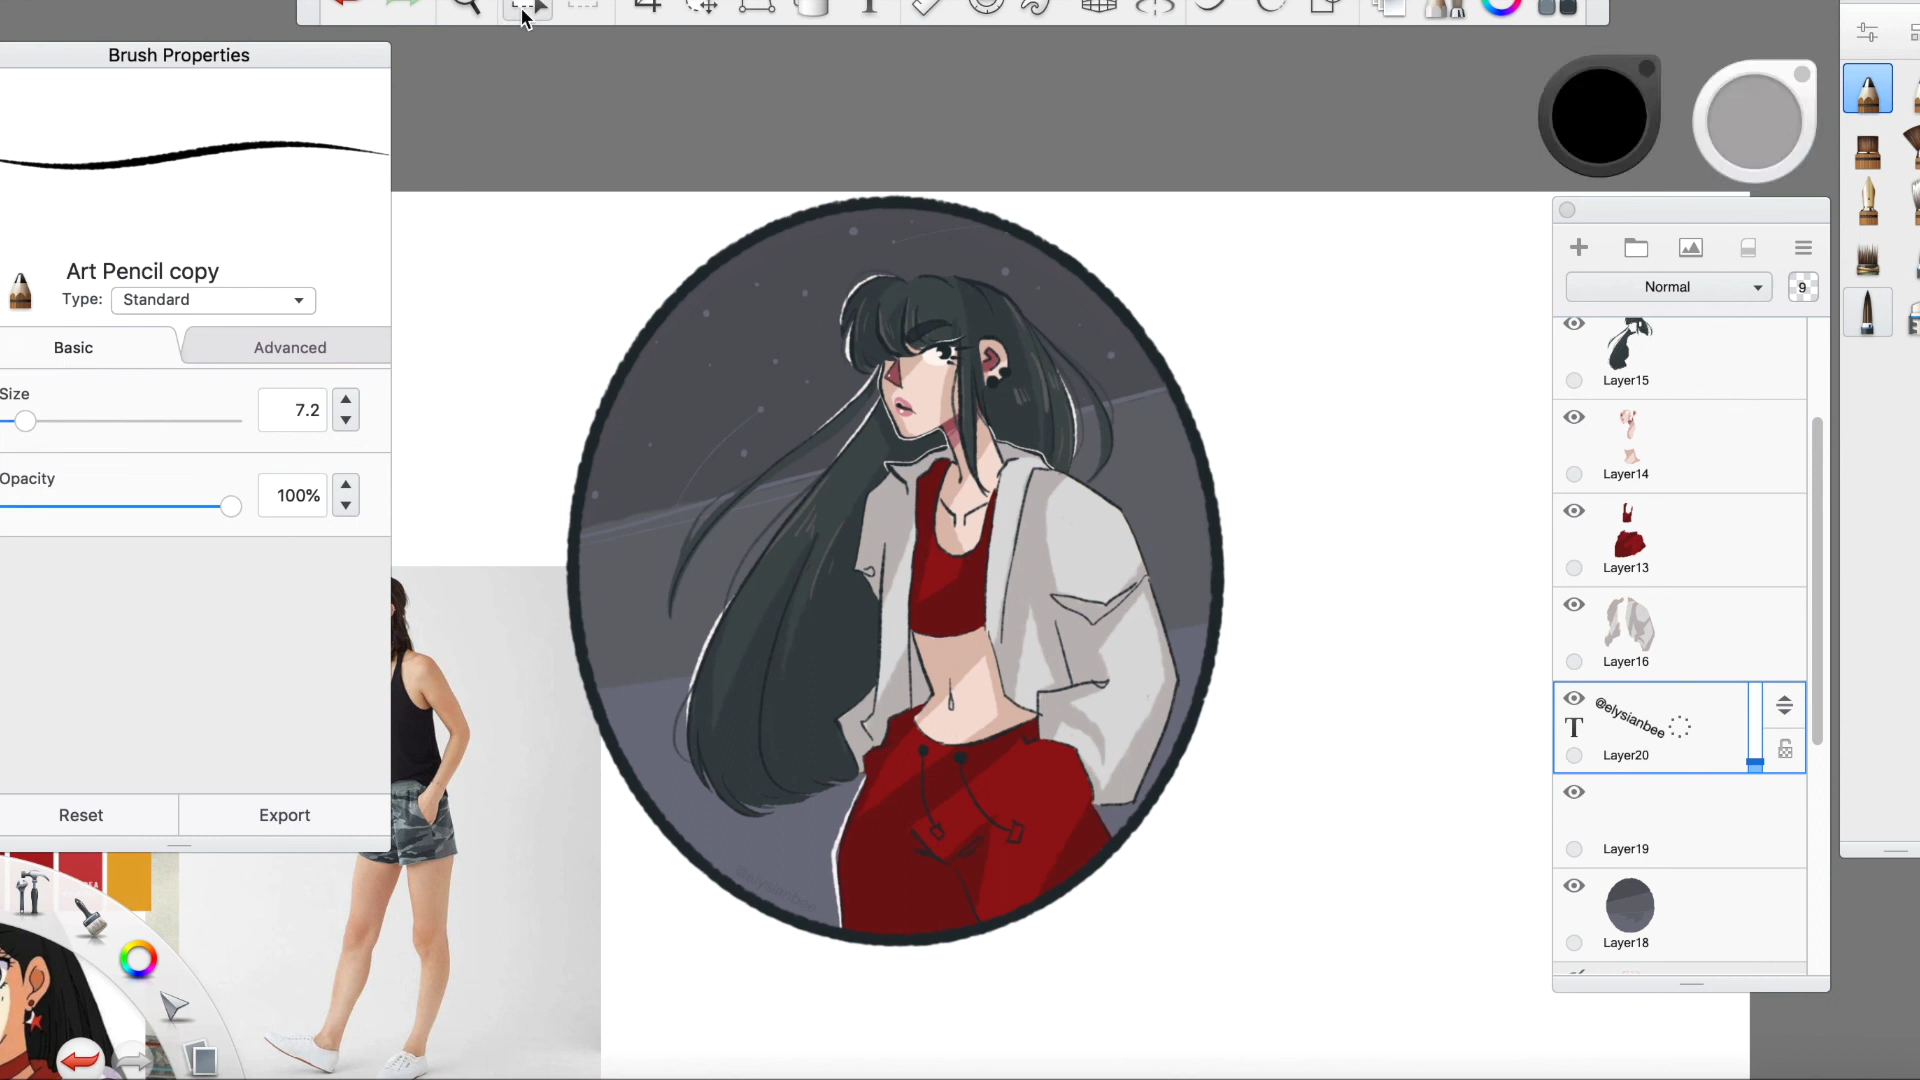 Brush Properties
Art Pencil copy
Type: Standard
Basic
Advanced
Size
7.2
Opacity
100%
Reset
Export
Normal
9
Layer15
Layer14
Layer13
Layer16
@elysianbee
T
Layer20
Layer19
Layer18
@elysianbee